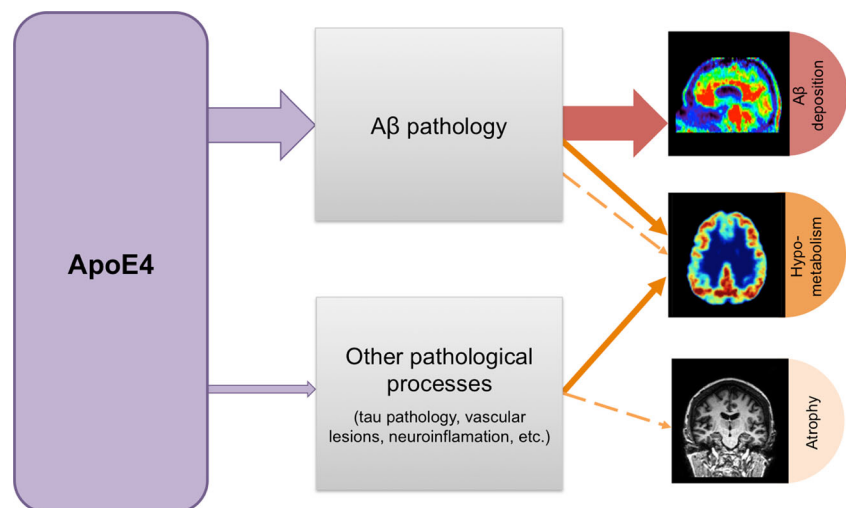 ApoE4
Aβ pathology
Other pathological
processes
(tau pathology, vascular
lesions, neuroinflamation, etc.)
Aβ
deposition
Hypo-
metabolism
Atrophy